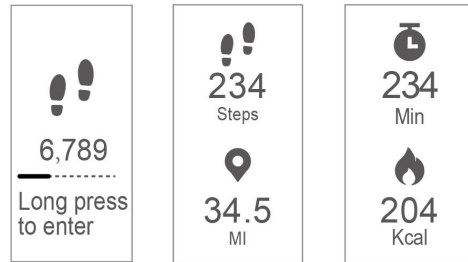 6,789
Long press
to enter
234
Steps
34.5
MI
234
Min
204
Kcal